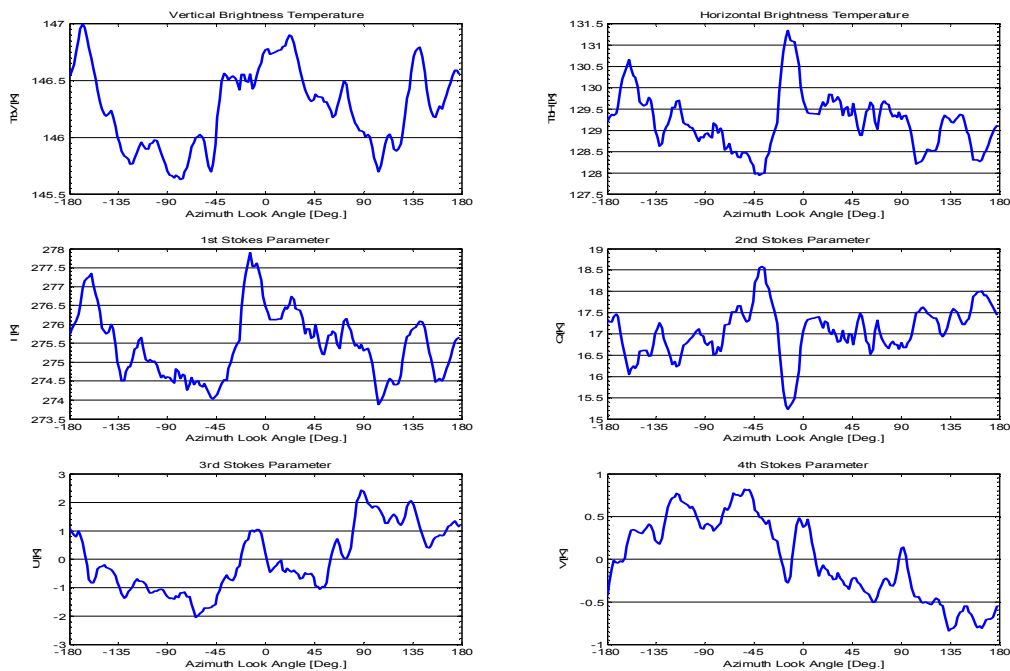 Vertical Brightness Temperature
147
146.5
146
145.5
TbV[K]
-180 -135 -90 -45 0 45 90 135 180
Azimuth Look Angle [Deg.]
Horizontal Brightness Temperature
131.5
131
130.5
130
129.5
129
128.5
128
127.5
TbH[K]
-180 -135 -90 -45 0 45 90 135 180
Azimuth Look Angle [Deg.]
1st Stokes Parameter
278
277.5
277
276.5
276
275.5
275
274.5
274
273.5
I [K]
-180 -135 -90 -45 0 45 90 135 180
Azimuth Look Angle [Deg.]
2nd Stokes Parameter
19
18.5
18
17.5
17
16.5
16
15.5
15
Q[K]
-180 -135 -90 -45 0 45 90 135 180
Azimuth Look Angle [Deg.]
3rd Stokes Parameter
3
2
1
0
-1
-2
-3
U[K]
-180 -135 -90 -45 0 45 90 135 180
Azimuth Look Angle [Deg.]
4th Stokes Parameter
1
0.5
0
-0.5
-1
V[K]
-180 -135 -90 -45 0 45 90 135 180
Azimuth Look Angle [Deg.]